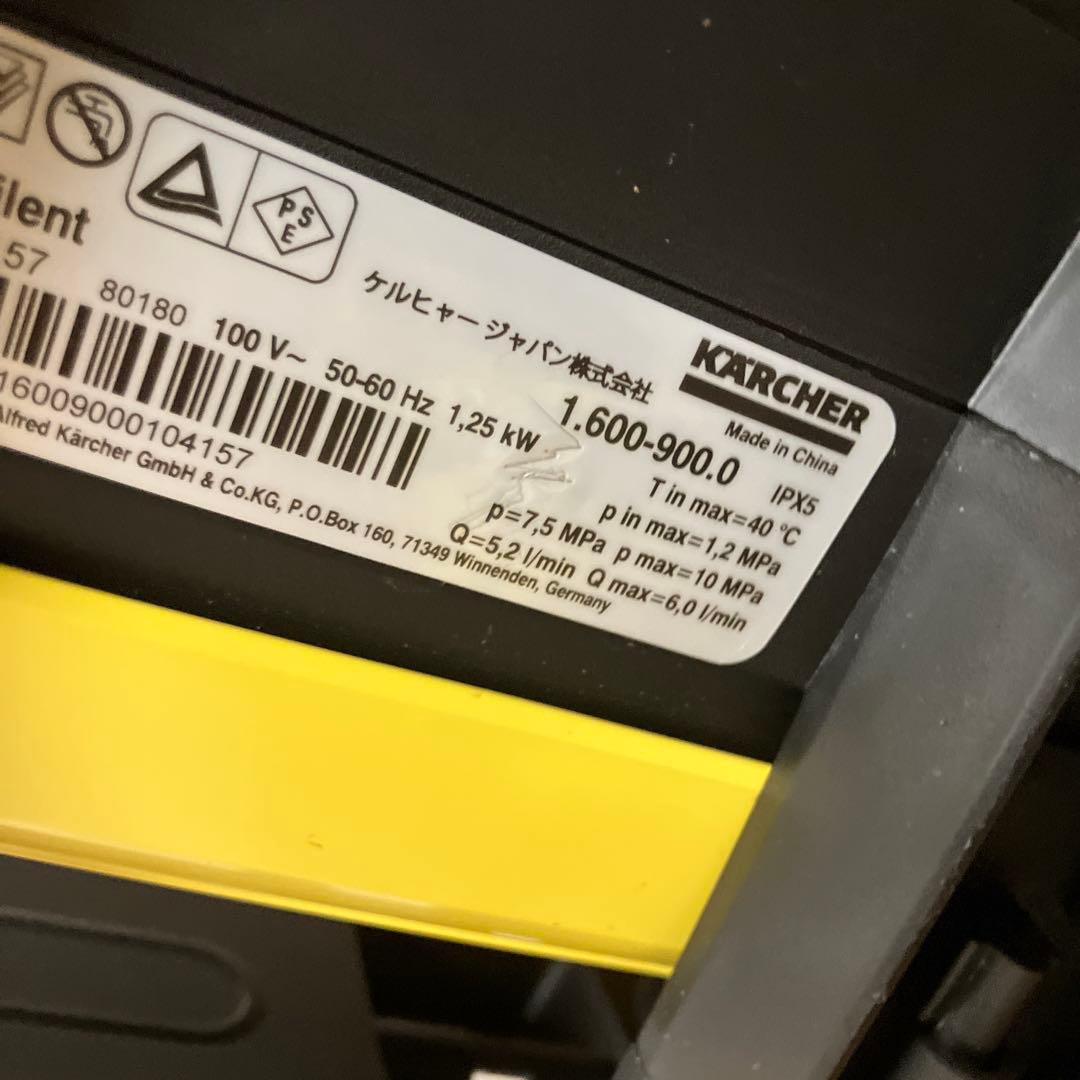 ilent
157
PSE
ケルヒャー ジャパン株式会社
KÄRCHER
Made in China
80180 100 V~ 50-60 Hz 1,25 kW
1.600-900.0 IPX5
T in max=40 °C
p in max=1,2 MPa
p=7,5 MPa p max=10 MPa
Q=5,2 l/min Q max=6,0 l/min
16009000104157
Alfred Kärcher GmbH & Co.KG, P.O.Box 160, 71349 Winnenden, Germany